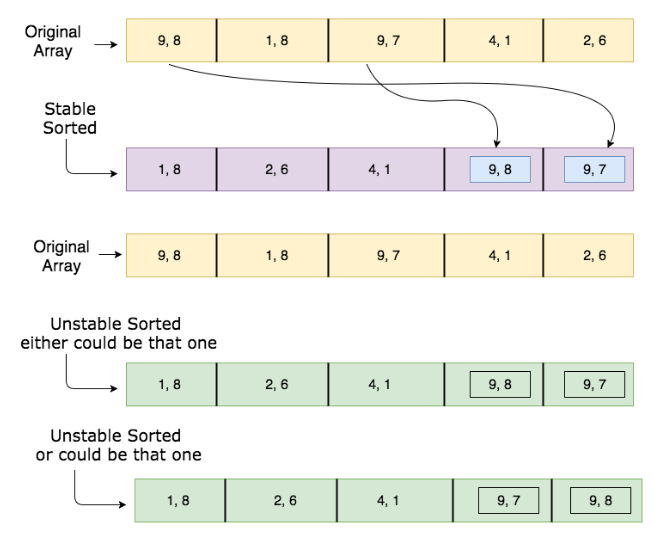 Original
Array
9, 8
1, 8
9, 7
4, 1
2, 6
Stable
Sorted
1, 8
2, 6
4, 1
9, 8
9, 7
Original
Array
9, 8
1, 8
9, 7
4, 1
2, 6
Unstable Sorted
either could be that one
1, 8
2, 6
4, 1
9, 8
9, 7
Unstable Sorted
or could be that one
1, 8
2, 6
4, 1
9, 7
9, 8